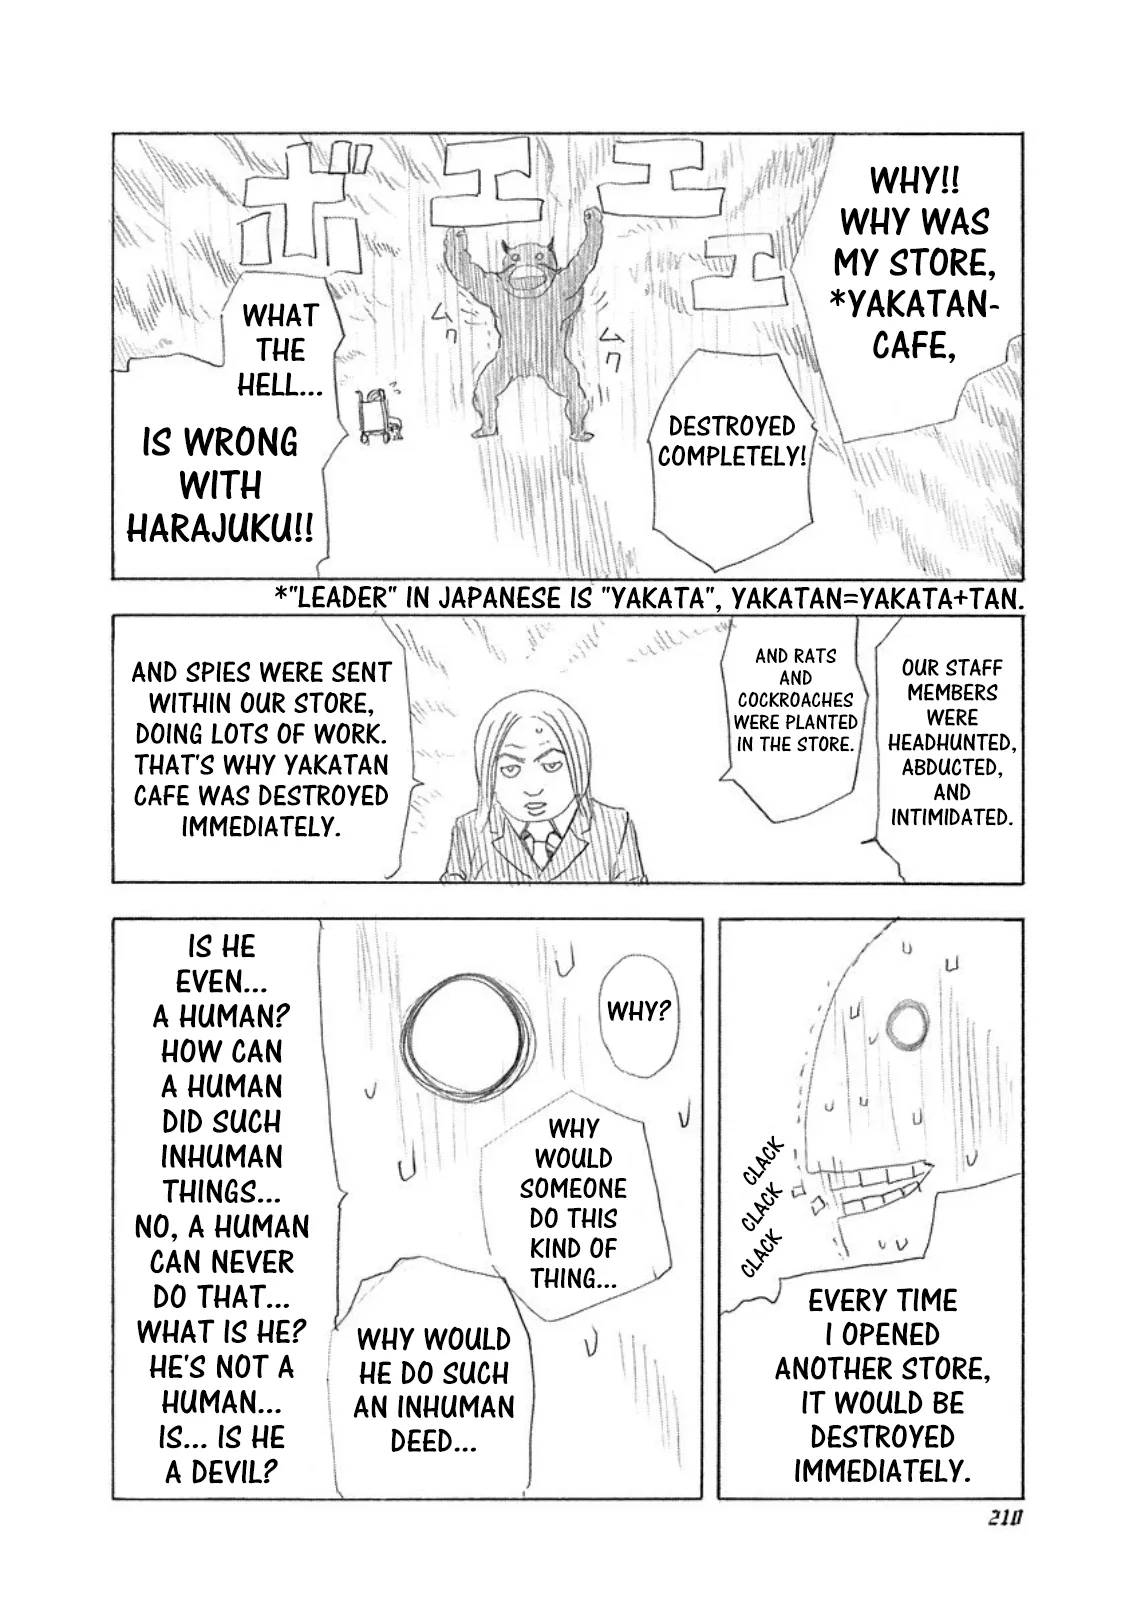 WHY!!
WHY WAS
MY STORE,
*YAKATAN-
CAFE,
ボエエエ
ムク
ムク
DESTROYED
COMPLETELY!
WHAT
THE
HELL...
IS WRONG
WITH
HARAJUKU!!
*"LEADER" IN JAPANESE IS "YAKATA", YAKATAN=YAKATA+TAN.
OUR STAFF
MEMBERS
WERE
HEADHUNTED,
ABDUCTED,
AND
INTIMIDATED.
AND RATS
AND
COCKROACHES
WERE PLANTED
IN THE STORE.
AND SPIES WERE SENT
WITHIN OUR STORE,
DOING LOTS OF WORK.
THAT'S WHY YAKATAN
CAFE WAS DESTROYED
IMMEDIATELY.
CLACK
CLACK
CLACK
EVERY TIME
I OPENED
ANOTHER STORE,
IT WOULD BE
DESTROYED
IMMEDIATELY.
WHY?
WHY
WOULD
SOMEONE
DO THIS
KIND OF
THING...
WHY WOULD
HE DO SUCH
AN INHUMAN
DEED...
IS HE
EVEN...
A HUMAN?
HOW CAN
A HUMAN
DID SUCH
INHUMAN
THINGS...
NO, A HUMAN
CAN NEVER
DO THAT...
WHAT IS HE?
HE'S NOT A
HUMAN...
IS... IS HE
A DEVIL?
210